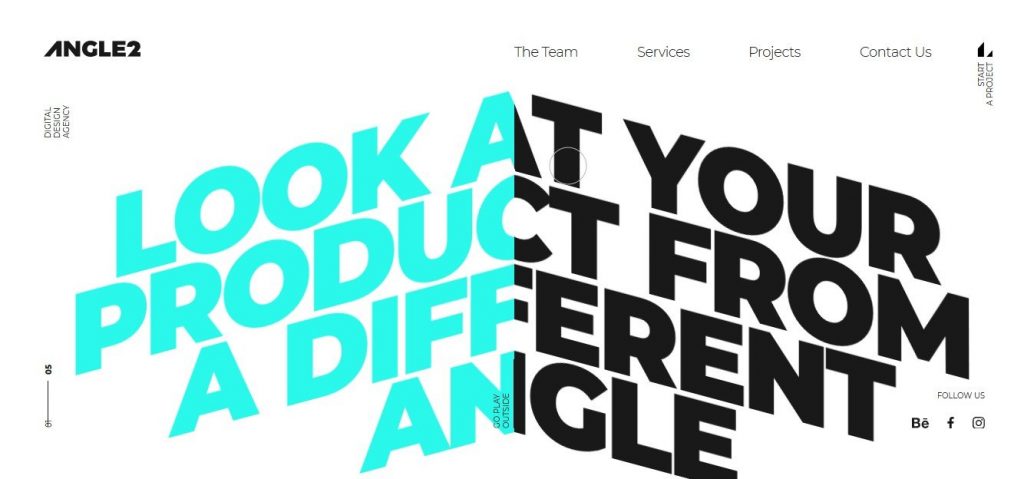 ANGLE2
The Team Services Projects Contact Us
START
A PROJECT
DIGITAL
DESIGN
AGENCY
LOOK AT YOUR
PRODUCT FROM
A DIFFERENT
ANGLE
05
01
GO PLAY
OUTSIDE
FOLLOW US
Bē